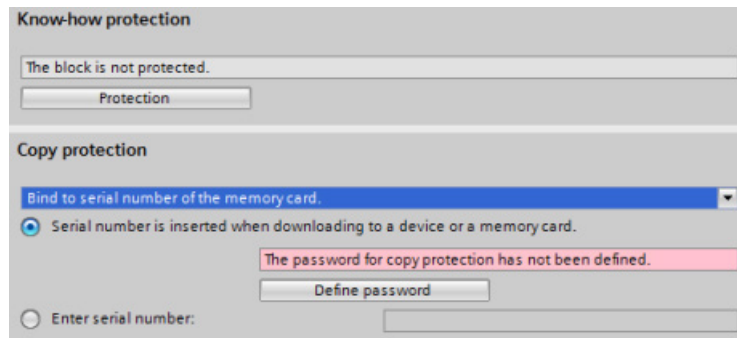 Know-how protection
The block is not protected.
Protection
Copy protection
Bind to serial number of the memory card.
Serial number is inserted when downloading to a device or a memory card.
The password for copy protection has not been defined.
Define password
Enter serial number: